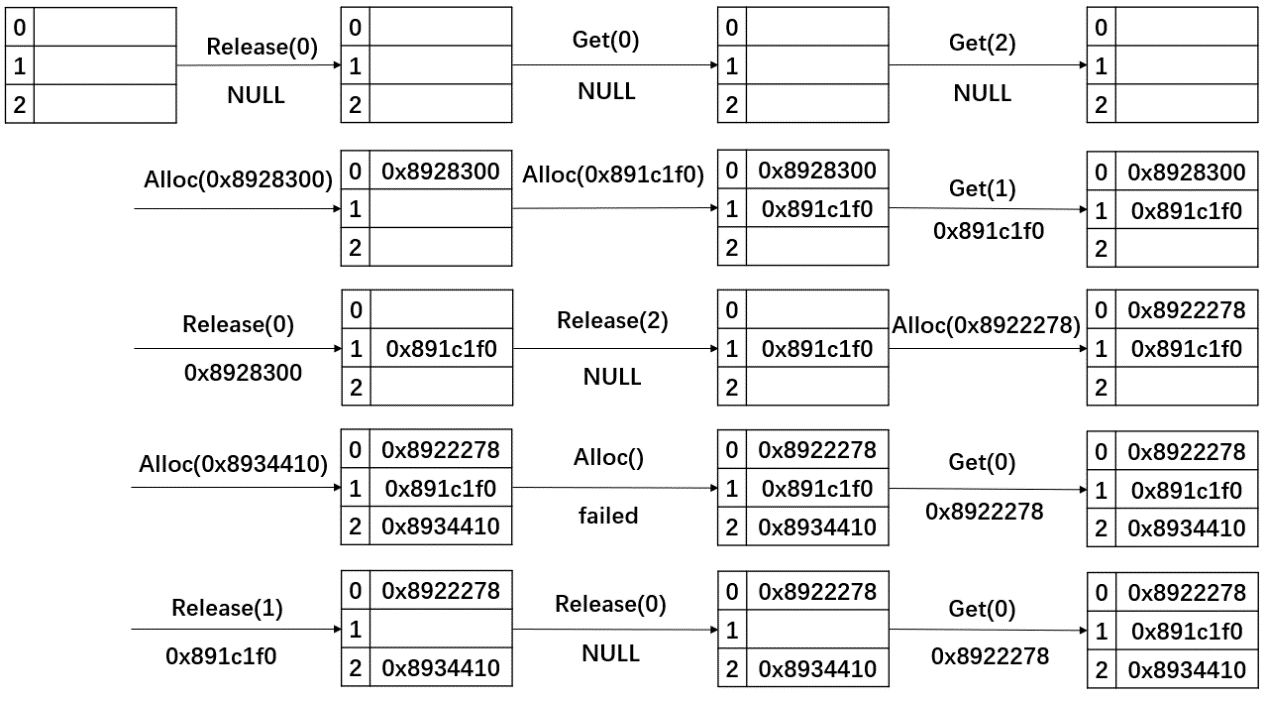 0
1
2
Release(0)
NULL
0
1
2
Get(0)
NULL
0
1
2
Get(2)
NULL
0
1
2
Alloc(0x8928300)
0 0x8928300
1
2
Alloc(0x891c1f0)
0 0x8928300
1 0x891c1f0
2
Get(1)
0x891c1f0
0 0x8928300
1 0x891c1f0
2
Release(0)
0x8928300
0
1 0x891c1f0
2
Release(2)
NULL
0
1 0x891c1f0
2
Alloc(0x8922278)
0 0x8922278
1 0x891c1f0
2
Alloc(0x8934410)
0 0x8922278
1 0x891c1f0
2 0x8934410
Alloc()
failed
0 0x8922278
1 0x891c1f0
2 0x8934410
Get(0)
0x8922278
0 0x8922278
1 0x891c1f0
2 0x8934410
Release(1)
0x891c1f0
0 0x8922278
1
2 0x8934410
Release(0)
NULL
0 0x8922278
1
2 0x8934410
Get(0)
0x8922278
0 0x8922278
1 0x891c1f0
2 0x8934410